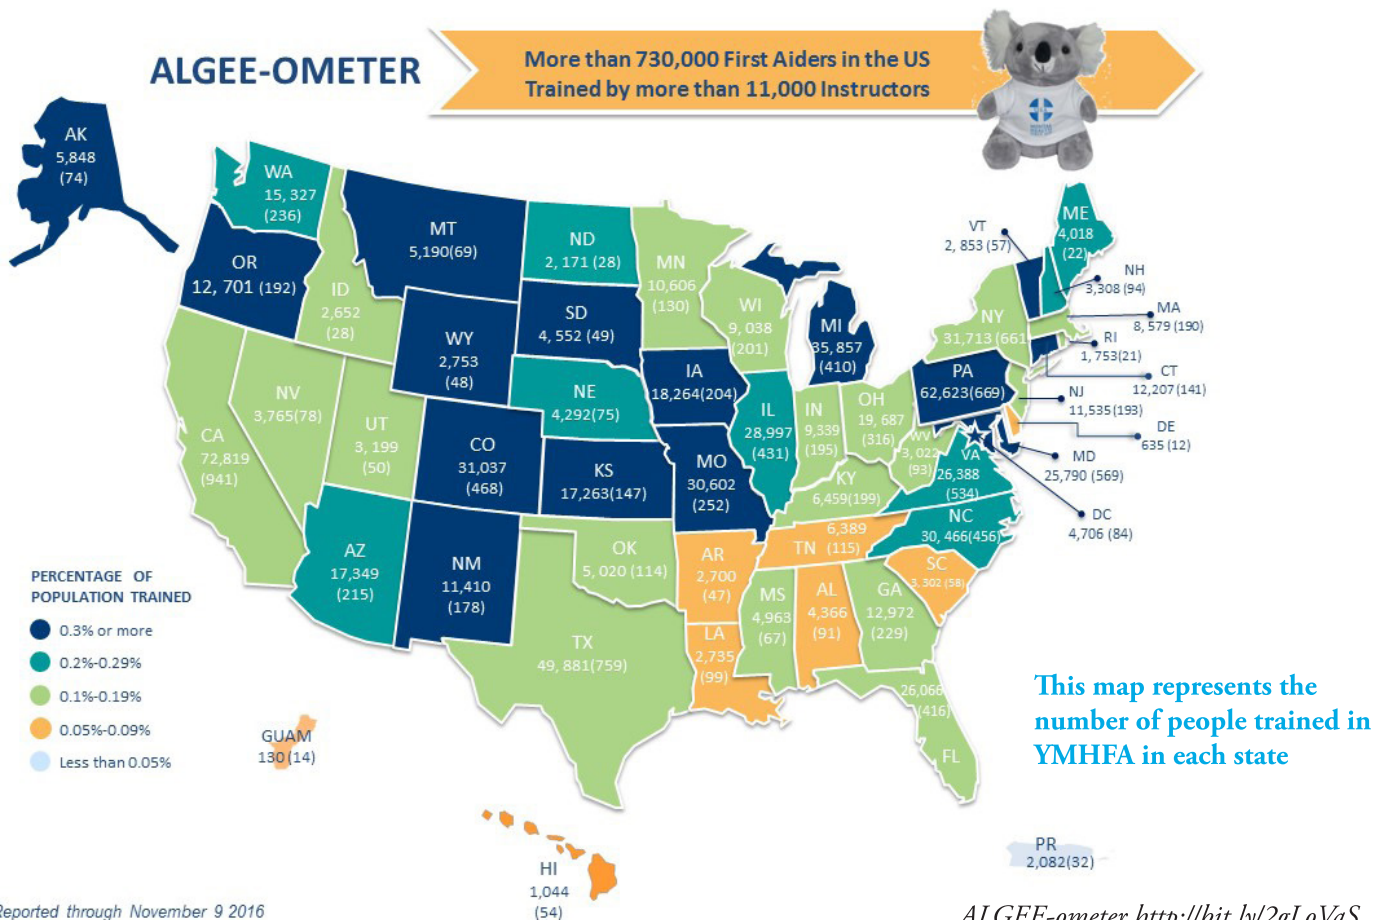 ALGEE-OMETER
More than 730,000 First Aiders in the US
Trained by more than 11,000 Instructors
AK
5,848
(74)
WA
15, 327
(236)
OR
12, 701 (192)
ID
2,652
(28)
MT
5,190(69)
ND
2, 171 (28)
MN
10,606
(130)
WI
9, 038
(201)
SD
4, 552 (49)
WY
2,753
(48)
MI
35, 857
(410)
VT
2, 853 (57)
ME
4,018
(22)
NH
3,308 (94)
MA
8, 579 (190)
RI
1,753(21)
CT
12,207(141)
NY
31,713 (661
NJ
11,535 (193)
DE
635 (12)
MD
25,790 (569)
DC
4,706 (84)
PA
62,623(669)
IA
18,264(204)
NE
4,292(75)
IL
28,997
(431)
IN
9,339
(195)
OH
19, 687
(316)
WV
3, 022
(93)
VA
26,388
(534)
NV
3,765(78)
UT
3, 199
(50)
CA
72,819
(941)
CO
31,037
(468)
KS
17,263(147)
MO
30,602
(252)
KY
6,459(199)
NC
30, 466(456)
TN
6,389
(115)
SC
3,302 (58)
AZ
17,349
(215)
NM
11,410
(178)
OK
5, 020 (114)
AR
2,700
(47)
MS
4,963
(67)
AL
4,366
(91)
GA
12,972
(229)
TX
49, 881(759)
LA
2,735
(99)
26,066
(416)
FL
PERCENTAGE OF
POPULATION TRAINED
0.3% or more
0.2%-0.29%
0.1%-0.19%
0.05%-0.09%
Less than 0.05%
GUAM
130 (14)
HI
1,044
(54)
PR
2,082(32)
This map represents the
number of people trained in
YMHFA in each state
Reported through November 9 2016
ALGEE-ometer http://bit.ly/2gLoVaS